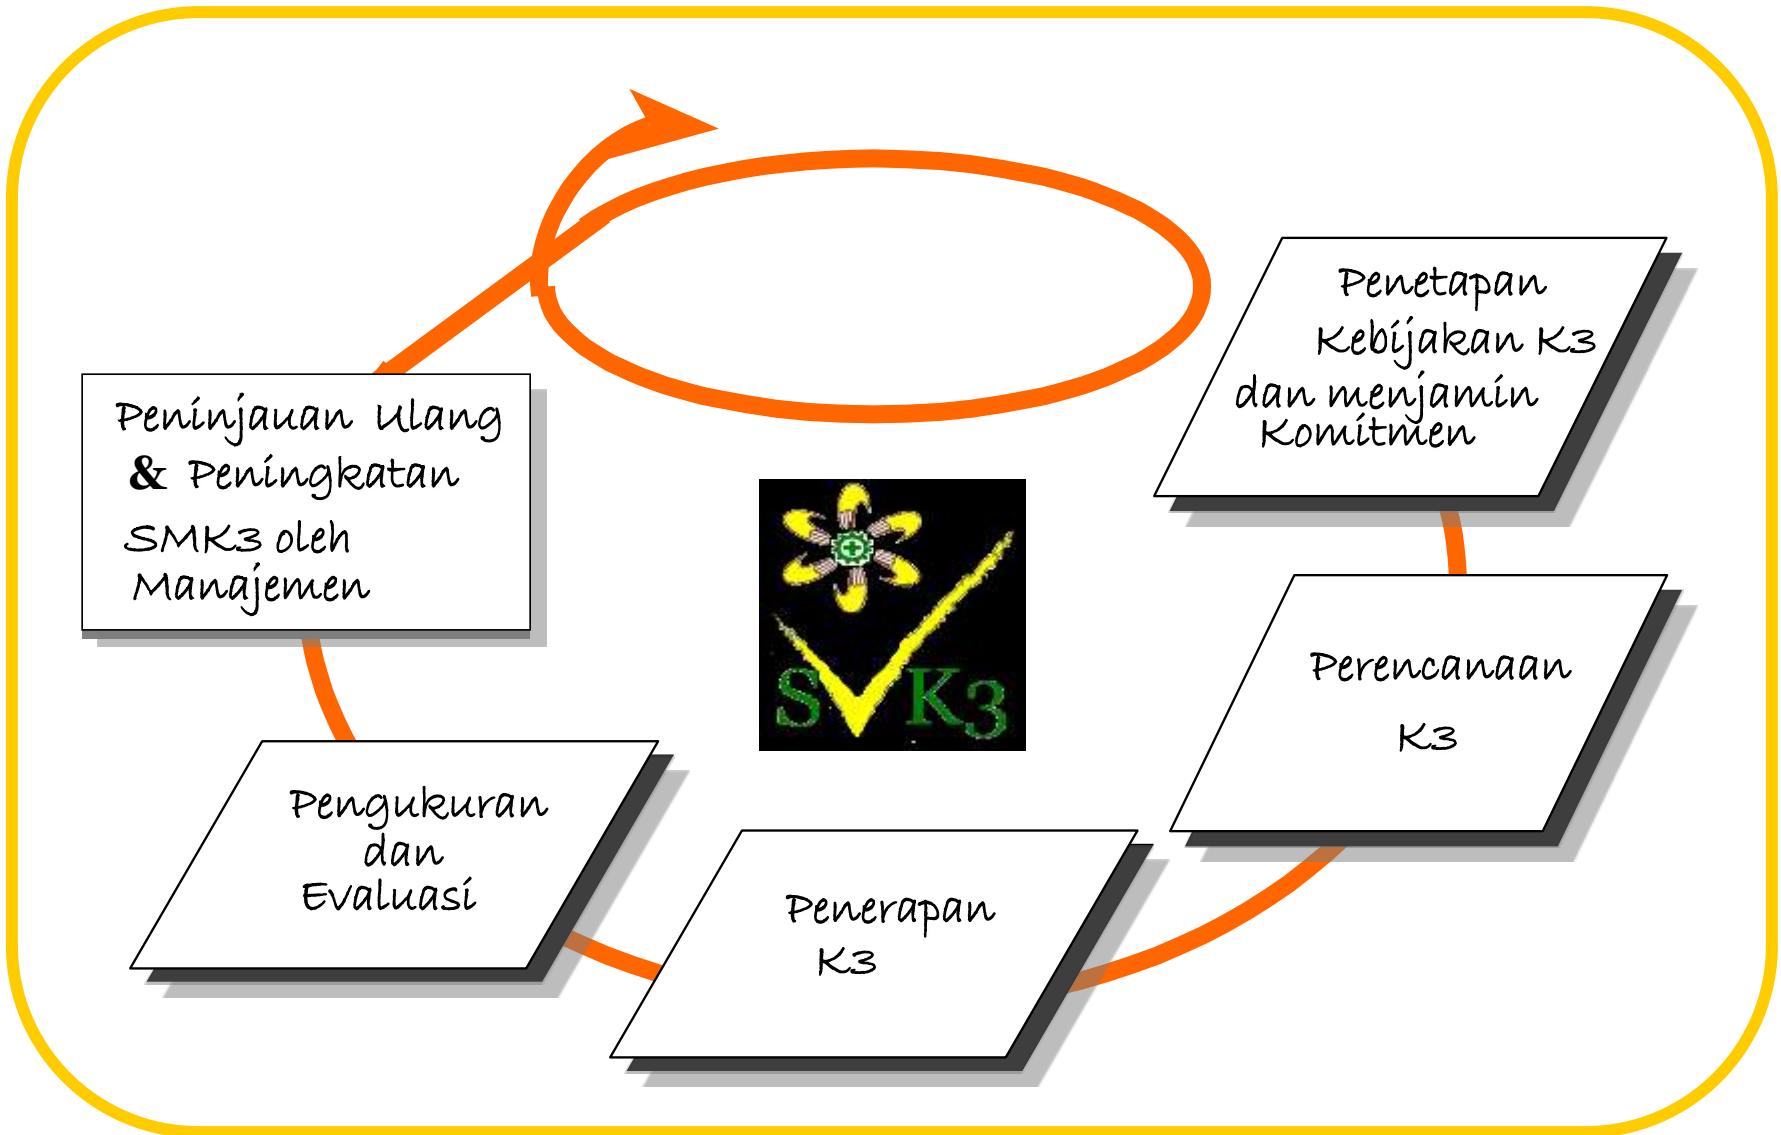 Penetapan
Kebijakan K3
dan menjamin
Komitmen
Perencanaan
K3
Penerapan
K3
Pengukuran
dan
Evaluasi
Peninjauan Ulang
& Peningkatan
SMK3 oleh
Manajemen
S K3